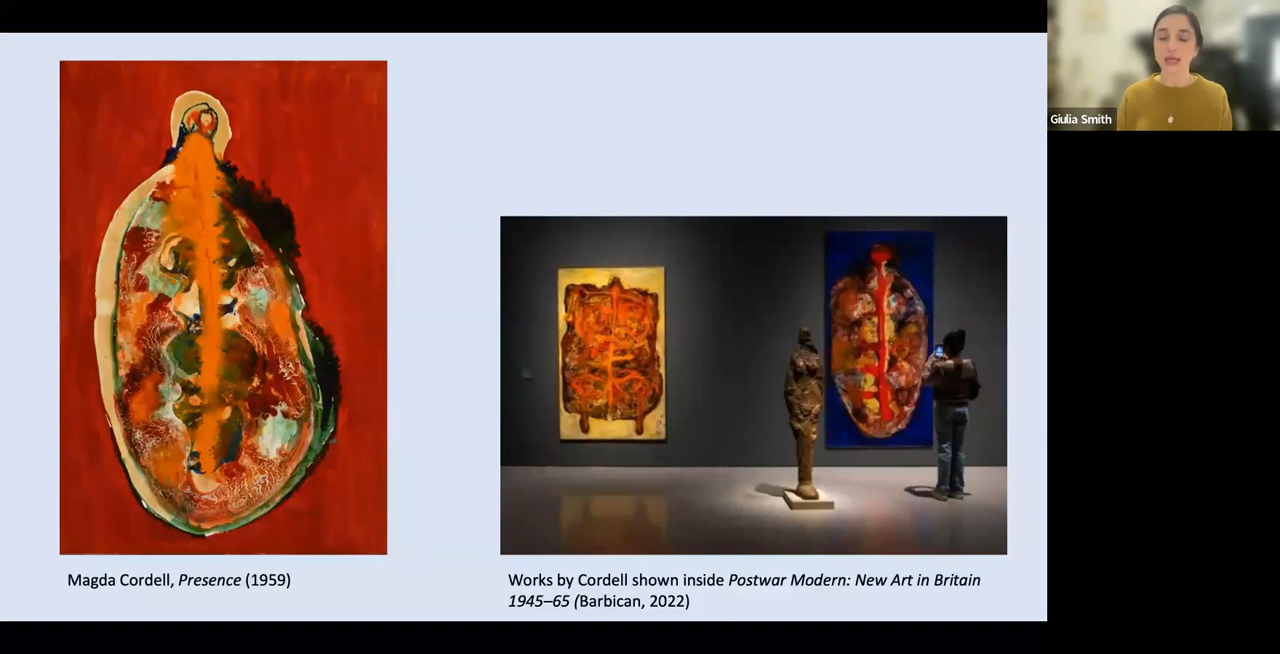 Giulia Smith
Magda Cordell, Presence (1959)
Works by Cordell shown inside Postwar Modern: New Art in Britain
1945–65 (Barbican, 2022)